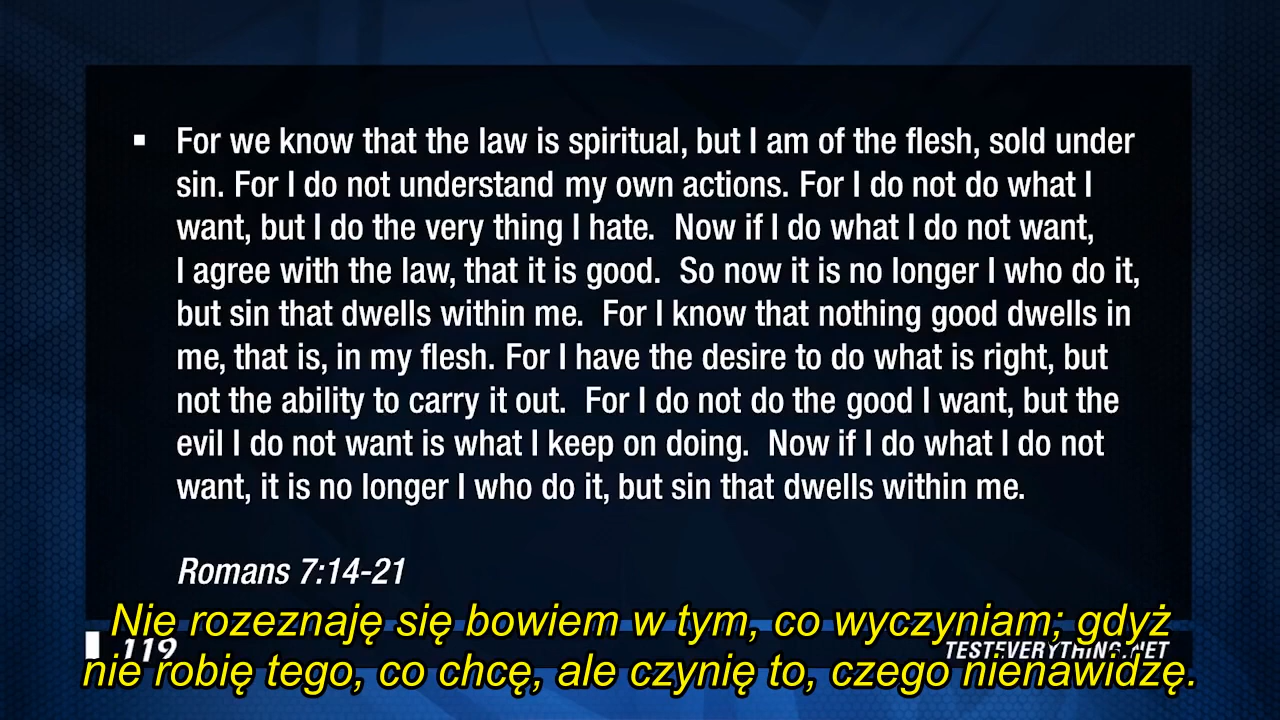 ▪ For we know that the law is spiritual, but I am of the flesh, sold under
sin. For I do not understand my own actions. For I do not do what I
want, but I do the very thing I hate.  Now if I do what I do not want,
I agree with the law, that it is good.  So now it is no longer I who do it,
but sin that dwells within me.  For I know that nothing good dwells in
me, that is, in my flesh. For I have the desire to do what is right, but
not the ability to carry it out.  For I do not do the good I want, but the
evil I do not want is what I keep on doing.  Now if I do what I do not
want, it is no longer I who do it, but sin that dwells within me.
Romans 7:14-21
Nie rozeznaję się bowiem w tym, co wyczyniam; gdyż
119 TESTEVERYTHING.NET
nie robię tego, co chcę, ale czynię to, czego nienawidzę.